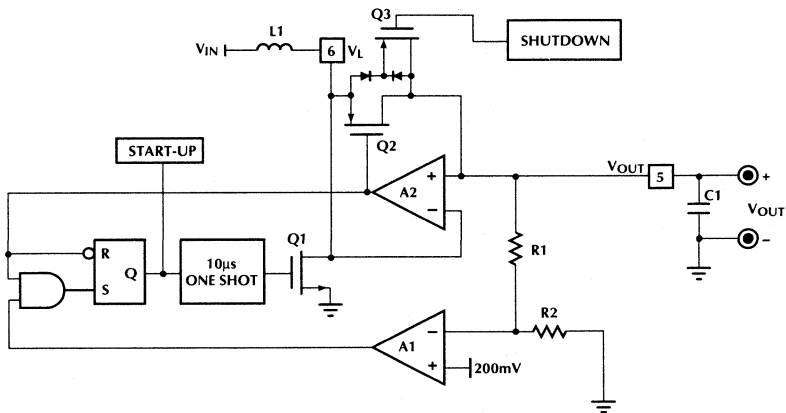 Q3
SHUTDOWN
L1
VIN
6
VL
Q2
START-UP
A2
+
−
VOUT
5
C1
+
VOUT
−
Q1
R1
R
Q
S
10µs
ONE SHOT
R2
A1
−
+
200mV